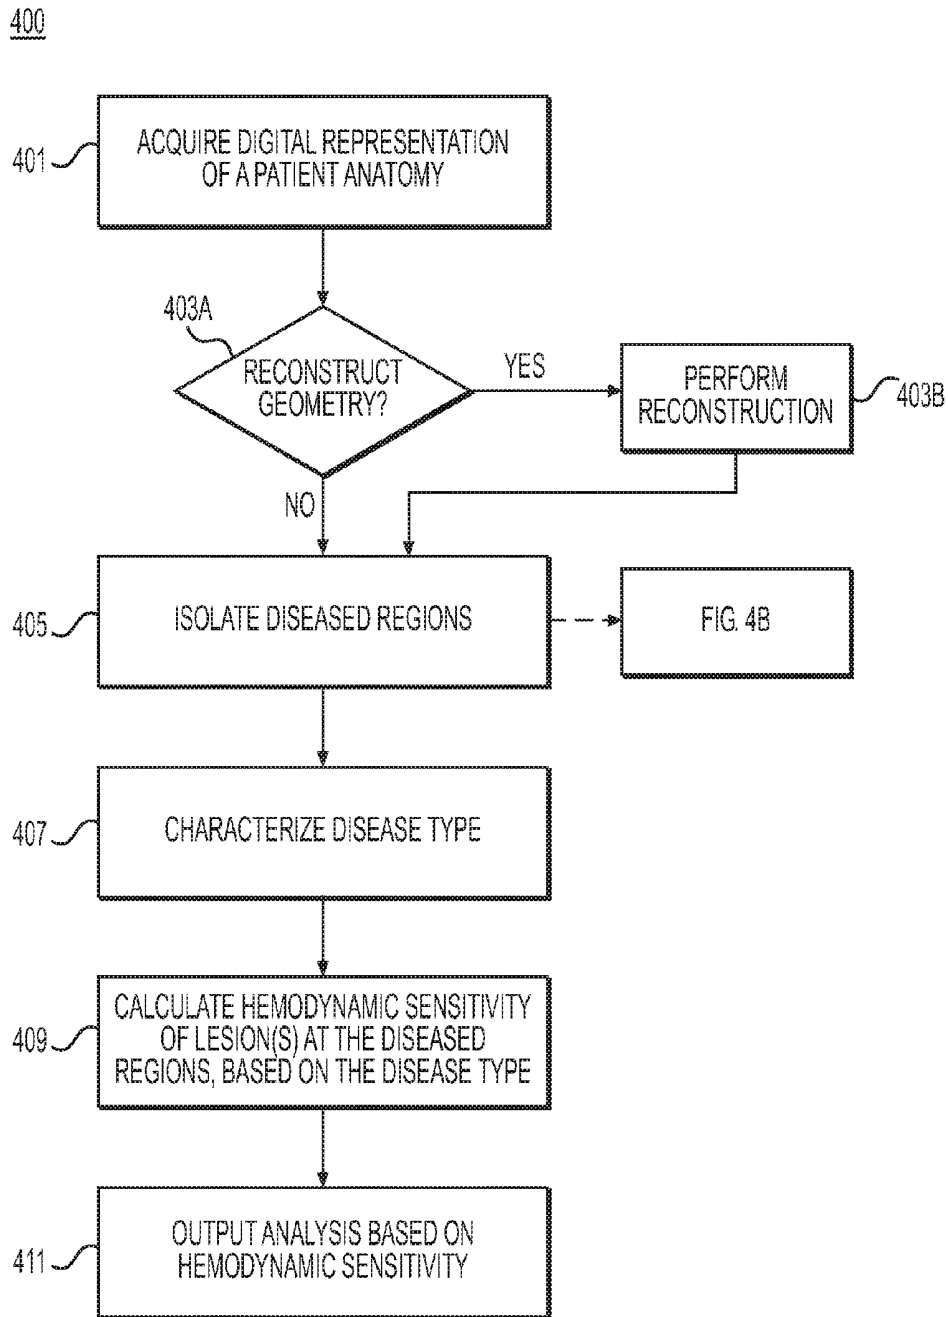 400
401
ACQUIRE DIGITAL REPRESENTATION
OF A PATIENT ANATOMY
403A
RECONSTRUCT
GEOMETRY?
YES
PERFORM
RECONSTRUCTION
403B
NO
405
ISOLATE DISEASED REGIONS
FIG. 4B
407
CHARACTERIZE DISEASE TYPE
409
CALCULATE HEMODYNAMIC SENSITIVITY
OF LESION(S) AT THE DISEASED
REGIONS, BASED ON THE DISEASE TYPE
411
OUTPUT ANALYSIS BASED ON
HEMODYNAMIC SENSITIVITY